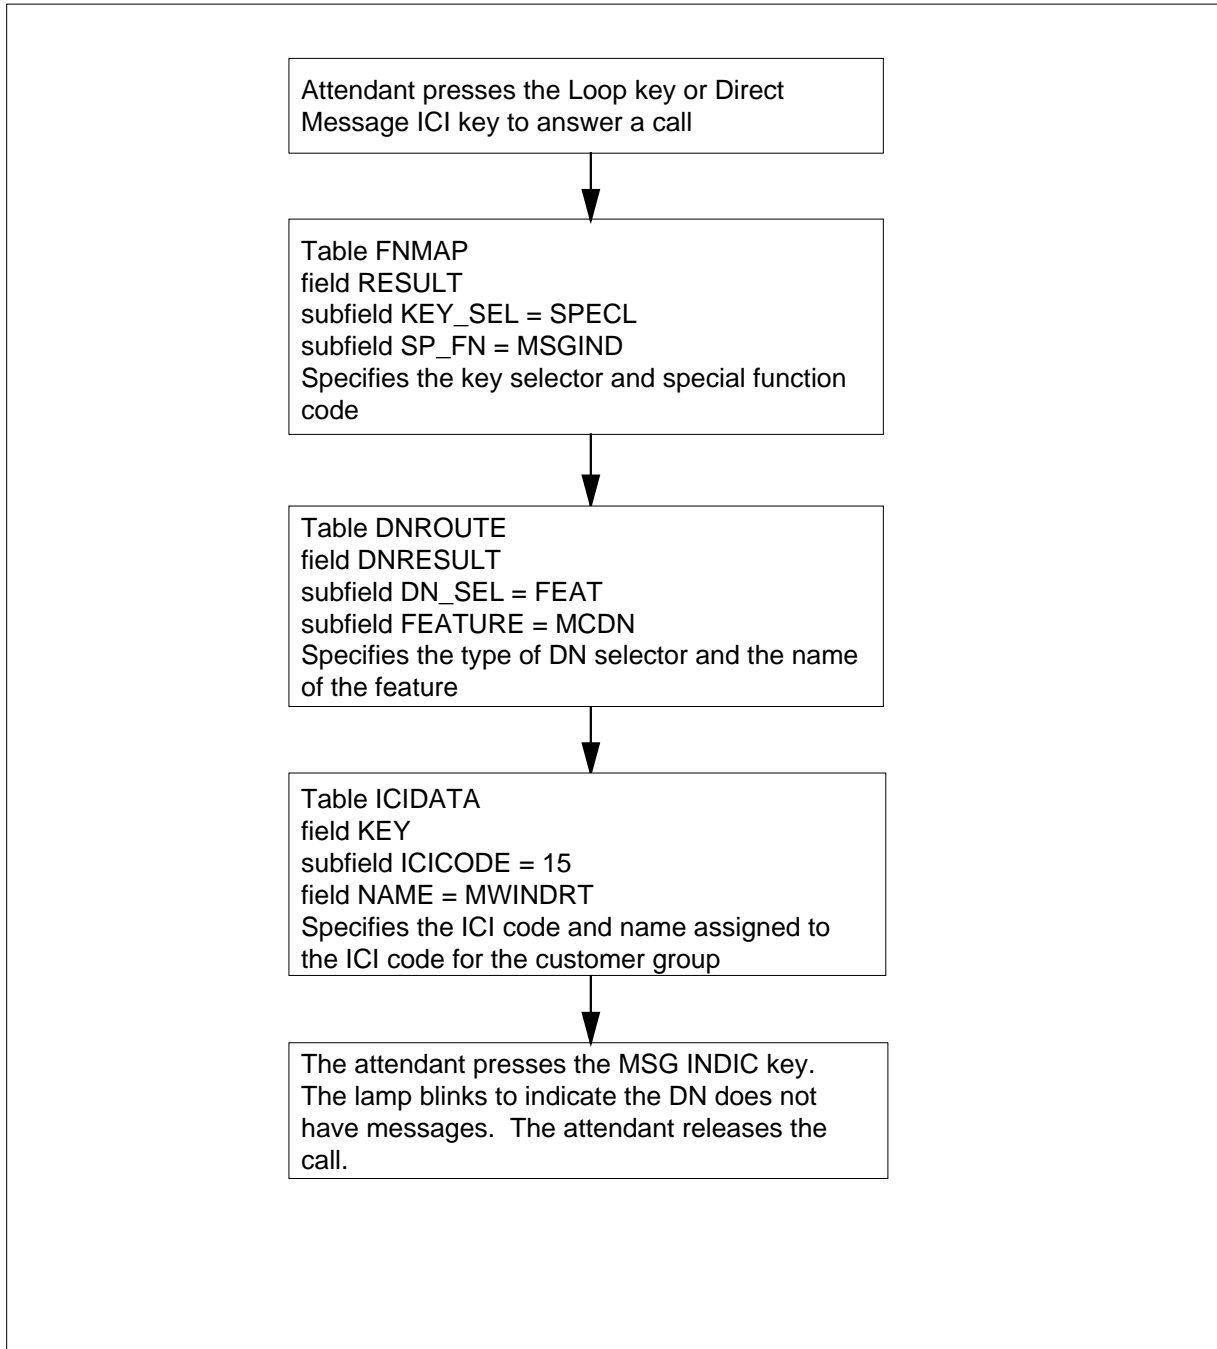 Attendant presses the Loop key or Direct
Message ICI key to answer a call
Table FNMAP
field RESULT
subfield KEY_SEL = SPECL
subfield SP_FN = MSGIND
Specifies the key selector and special function
code
Table DNROUTE
field DNRESULT
subfield DN_SEL = FEAT
subfield FEATURE = MCDN
Specifies the type of DN selector and the name
of the feature
Table ICIDATA
field KEY
subfield ICICODE = 15
field NAME = MWINDRT
Specifies the ICI code and name assigned to
the ICI code for the customer group
The attendant presses the MSG INDIC key.
The lamp blinks to indicate the DN does not
have messages.  The attendant releases the
call.